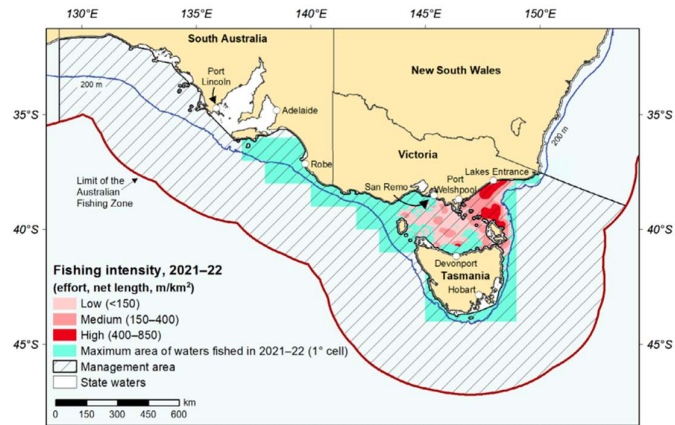 130°E
135°E
140°E
145°E
150°E
South Australia
Port
Lincoln
New South Wales
200 m
Adelaide
35°S
35°S
200 m
Victoria
Robe
Lakes Entrance
Limit of the
Australian
Fishing Zone
San Remo
Port
Welshpool
40°S
40°S
Devonport
Tasmania
Hobart
Fishing intensity, 2021–22
(effort, net length, m/km²)
Low (<150)
Medium (150–400)
High (400–850)
Maximum area of waters fished in 2021–22 (1° cell)
Management area
State waters
45°S
45°S
km
0 150 300 450 600